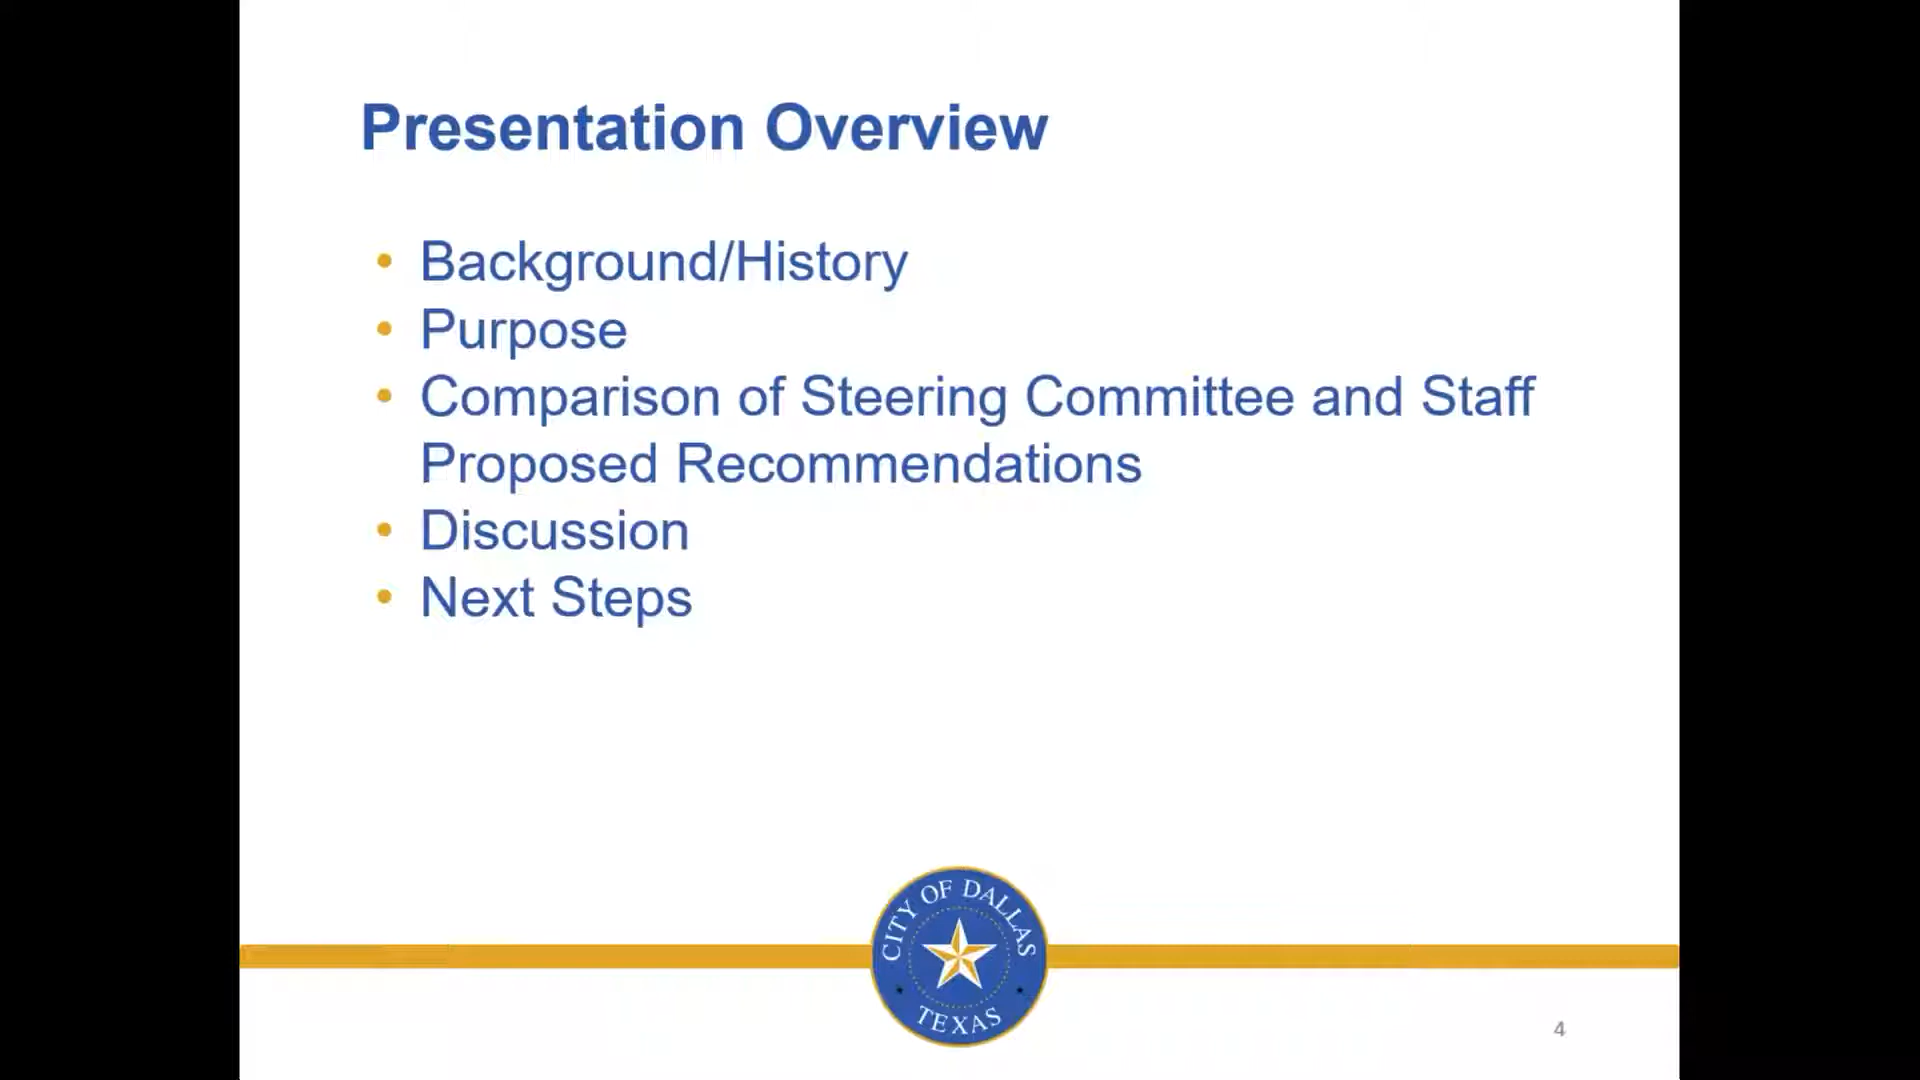 Presentation Overview
• Background/History
• Purpose
• Comparison of Steering Committee and Staff
Proposed Recommendations
• Discussion
• Next Steps
CITY OF DALLAS
TEXAS
4